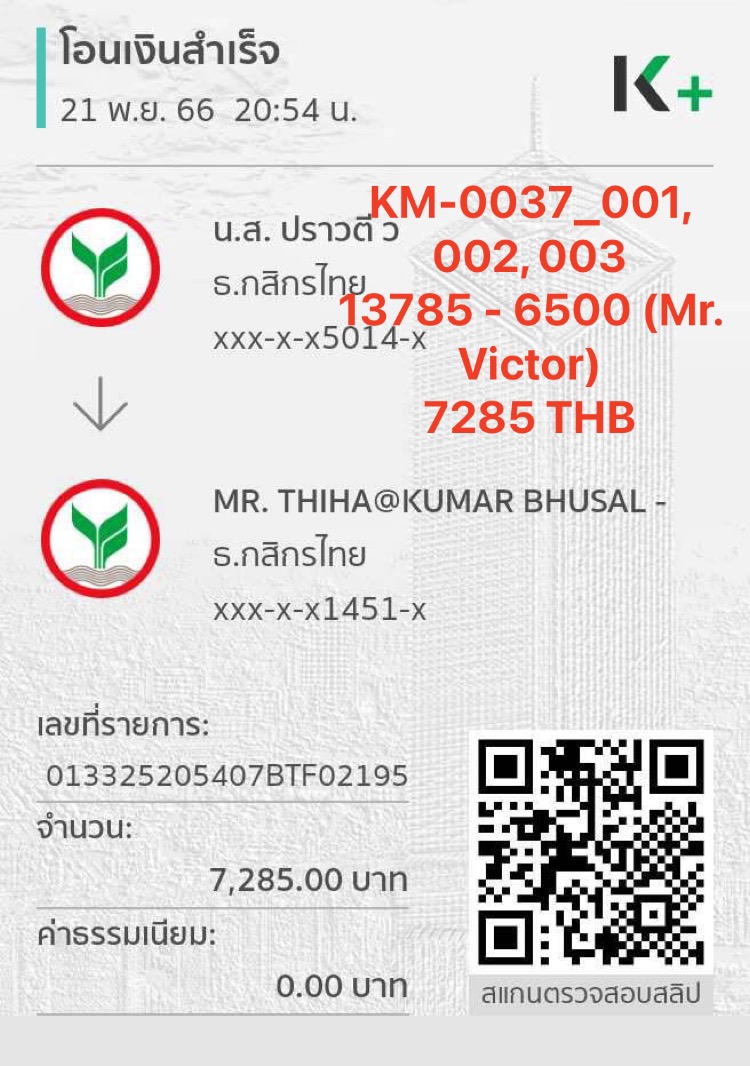 โอนเงินสำเร็จ
21 พ.ย. 66 20:54 น.
K+
KM-0037_001,
002, 003
13785 - 6500 (Mr.
Victor)
7285 THB
น.ส. ปราวตี ว
ธ.กสิกรไทย
xxx-x-x5014-x
MR. THIHA@KUMAR BHUSAL -
ธ.กสิกรไทย
xxx-x-x1451-x
เลขที่รายการ:
013325205407BTF02195
จำนวน:
7,285.00 บาท
ค่าธรรมเนียม:
0.00 บาท
สแกนตรวจสอบสลิป